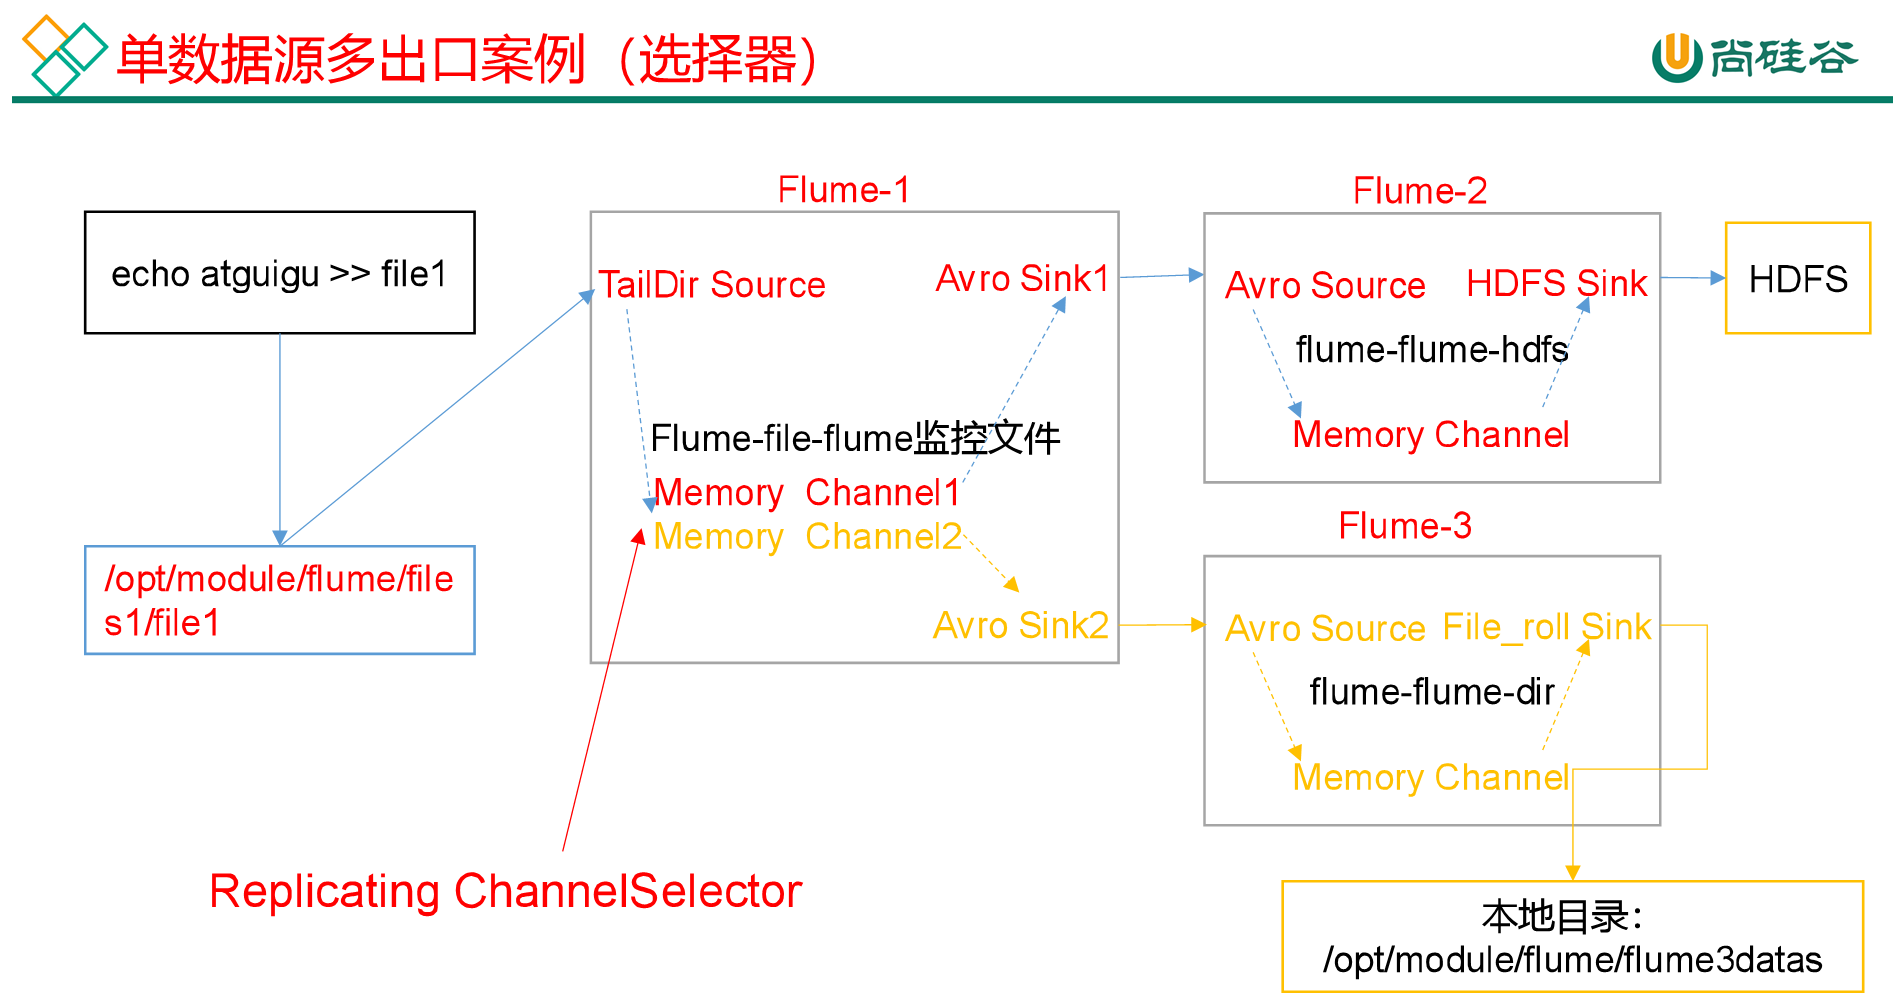 单数据源多出口案例（选择器）
尚硅谷
Flume-1
Flume-2
echo atguigu >> file1
TailDir Source
Avro Sink1
Avro Source
HDFS Sink
HDFS
flume-flume-hdfs
Flume-file-flume监控文件
Memory Channel
Memory Channel1
Memory Channel2
Flume-3
/opt/module/flume/file
s1/file1
Avro Sink2
Avro Source
File_roll Sink
flume-flume-dir
Memory Channel
Replicating ChannelSelector
本地目录：
/opt/module/flume/flume3datas